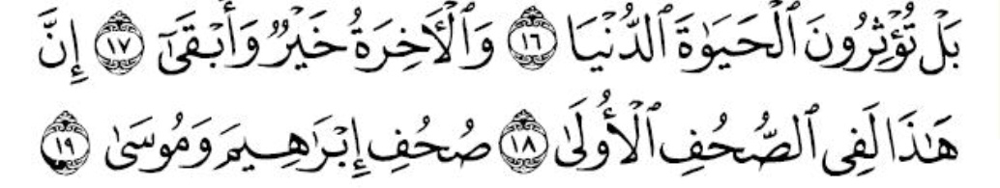 بَلۡ تُؤۡثِرُونَ ٱلۡحَيَوٰةَ ٱلدُّنۡيَا ١٦ وَٱلۡأٓخِرَةُ خَيۡرٞ وَأَبۡقَىٰٓ ١٧ إِنَّ
هَٰذَا لَفِي ٱلصُّحُفِ ٱلۡأُولَىٰ ١٨ صُحُفِ إِبۡرَٰهِيمَ وَمُوسَىٰ ١٩